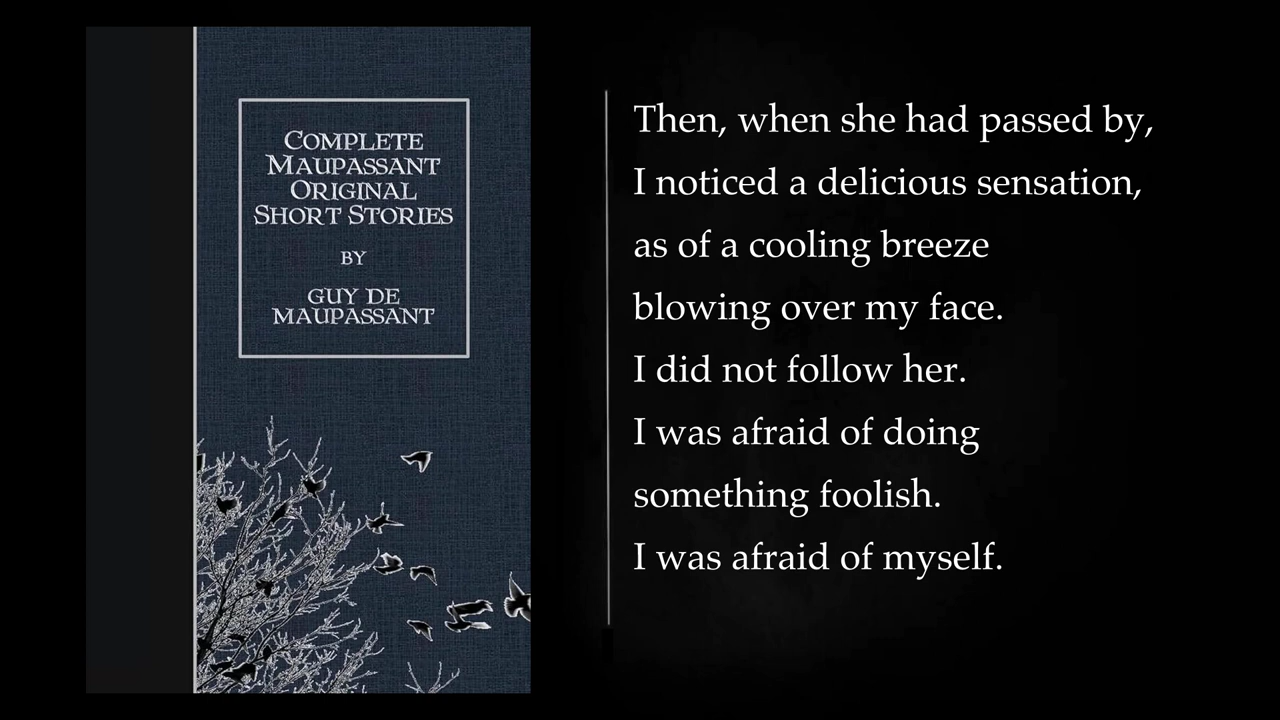 COMPLETE
MAUPASSANT
ORIGINAL
SHORT STORIES
BY
GUY DE
MAUPASSANT
Then, when she had passed by,
I noticed a delicious sensation,
as of a cooling breeze
blowing over my face.
I did not follow her.
I was afraid of doing
something foolish.
I was afraid of myself.